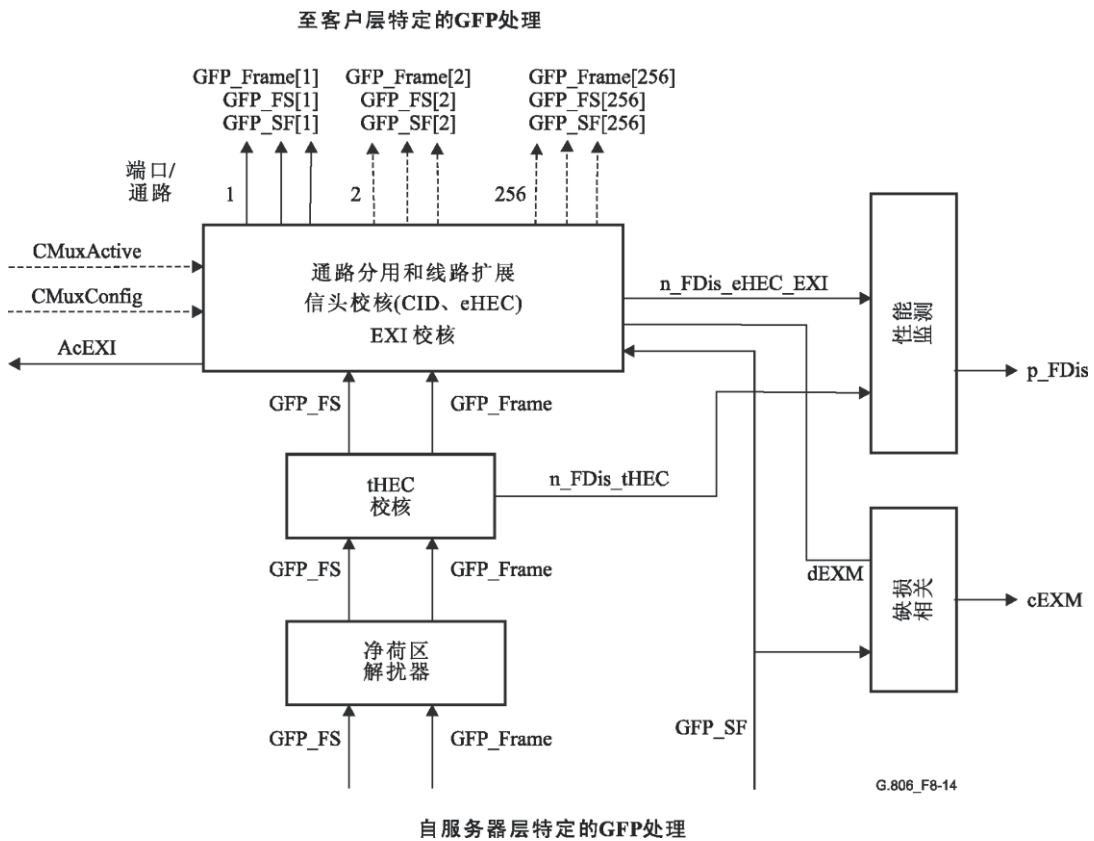 至客户层特定的GFP处理
GFP_Frame[1] GFP_Frame[2] GFP_Frame[256]
GFP_FS[1] GFP_FS[2] GFP_FS[256]
GFP_SF[1] GFP_SF[2] GFP_SF[256]
端口/
通路
1 2 256
CMuxActive
CMuxConfig
AcEXI
通路分用和线路扩展
信头校核(CID、eHEC)
EXI 校核
n_FDis_eHEC_EXI
性能
监测
p_FDis
GFP_FS GFP_Frame
tHEC
校核
n_FDis_tHEC
GFP_FS GFP_Frame
dEXM
缺损
相关
cEXM
净荷区
解扰器
GFP_FS GFP_Frame
GFP_SF
G.806_F8-14
自服务器层特定的GFP处理